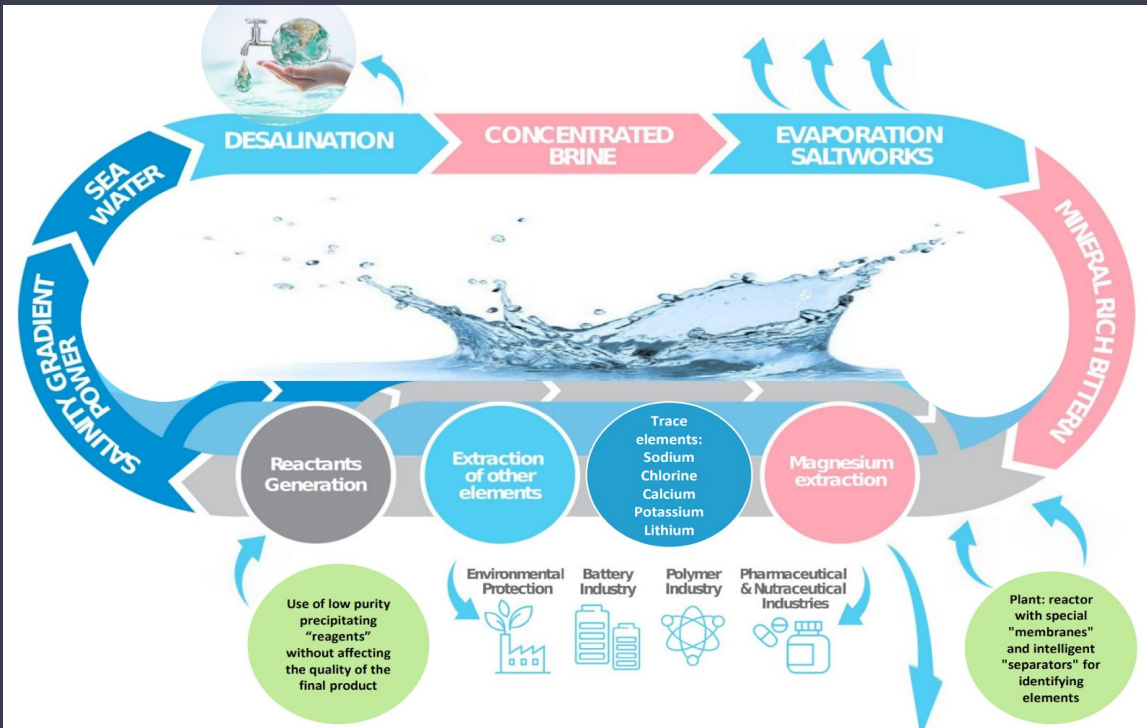 DESALINATION
CONCENTRATED
BRINE
EVAPORATION
SALTWORKS
SEA
WATER
MINERAL RICH BITTERN
SALINITY GRADIENT
POWER
Reactants
Generation
Extraction
of other
elements
Trace
elements:
Sodium
Chlorine
Calcium
Potassium
Lithium
Magnesium
extraction
Environmental
Protection
Battery
Industry
Polymer
Industry
Pharmaceutical
& Nutraceutical
Industries
Use of low purity
precipitating
“reagents”
without affecting
the quality of the
final product
Plant: reactor
with special
"membranes"
and intelligent
"separators" for
identifying
elements